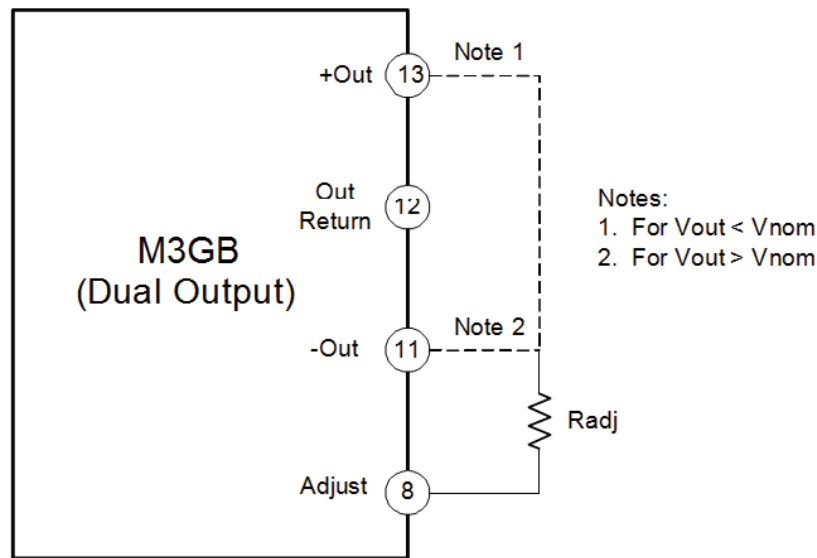 +Out
13
Note 1
Out
Return
12
Notes:
1. For Vout < Vnom
2. For Vout > Vnom
M3GB
(Dual Output)
-Out
11
Note 2
Radj
Adjust
8